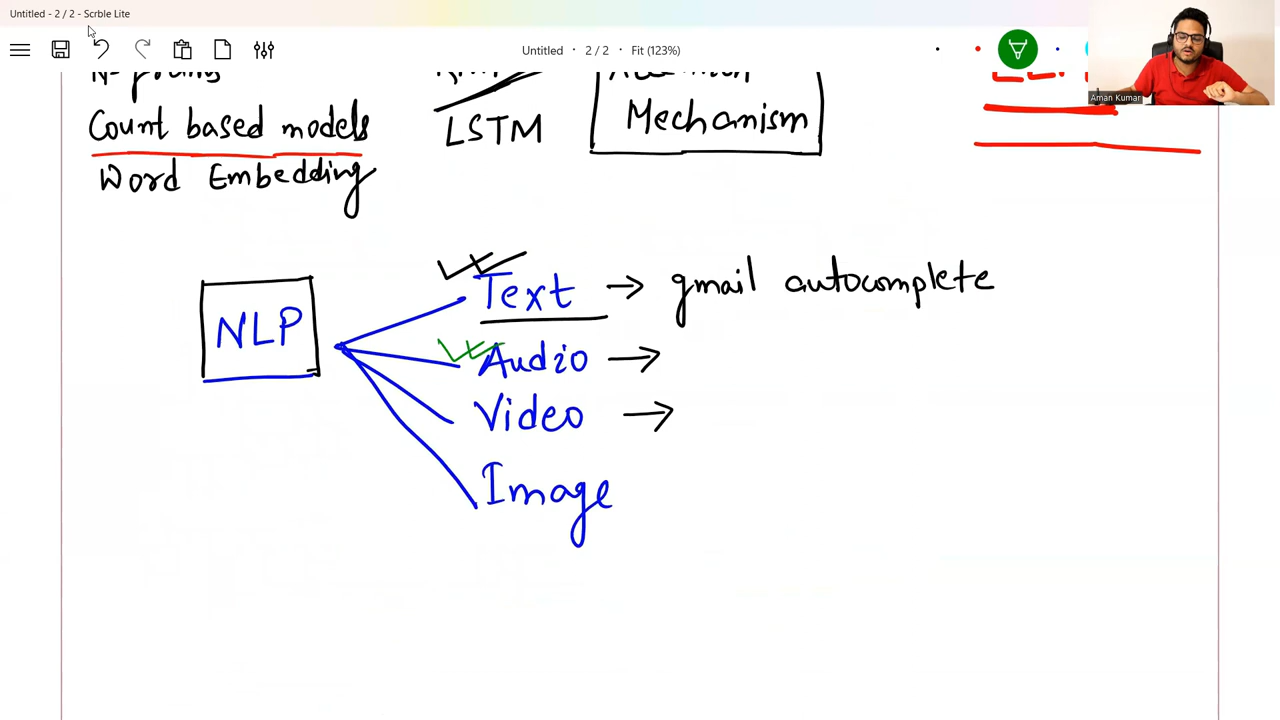 Untitled - 2 / 2 - Scrble Lite
Untitled • 2 / 2 • Fit (123%)
Aman Kumar
Count based models
Word Embedding
LSTM
Mechanism
NLP
Text → gmail autocomplete
Audio →
Video →
Image